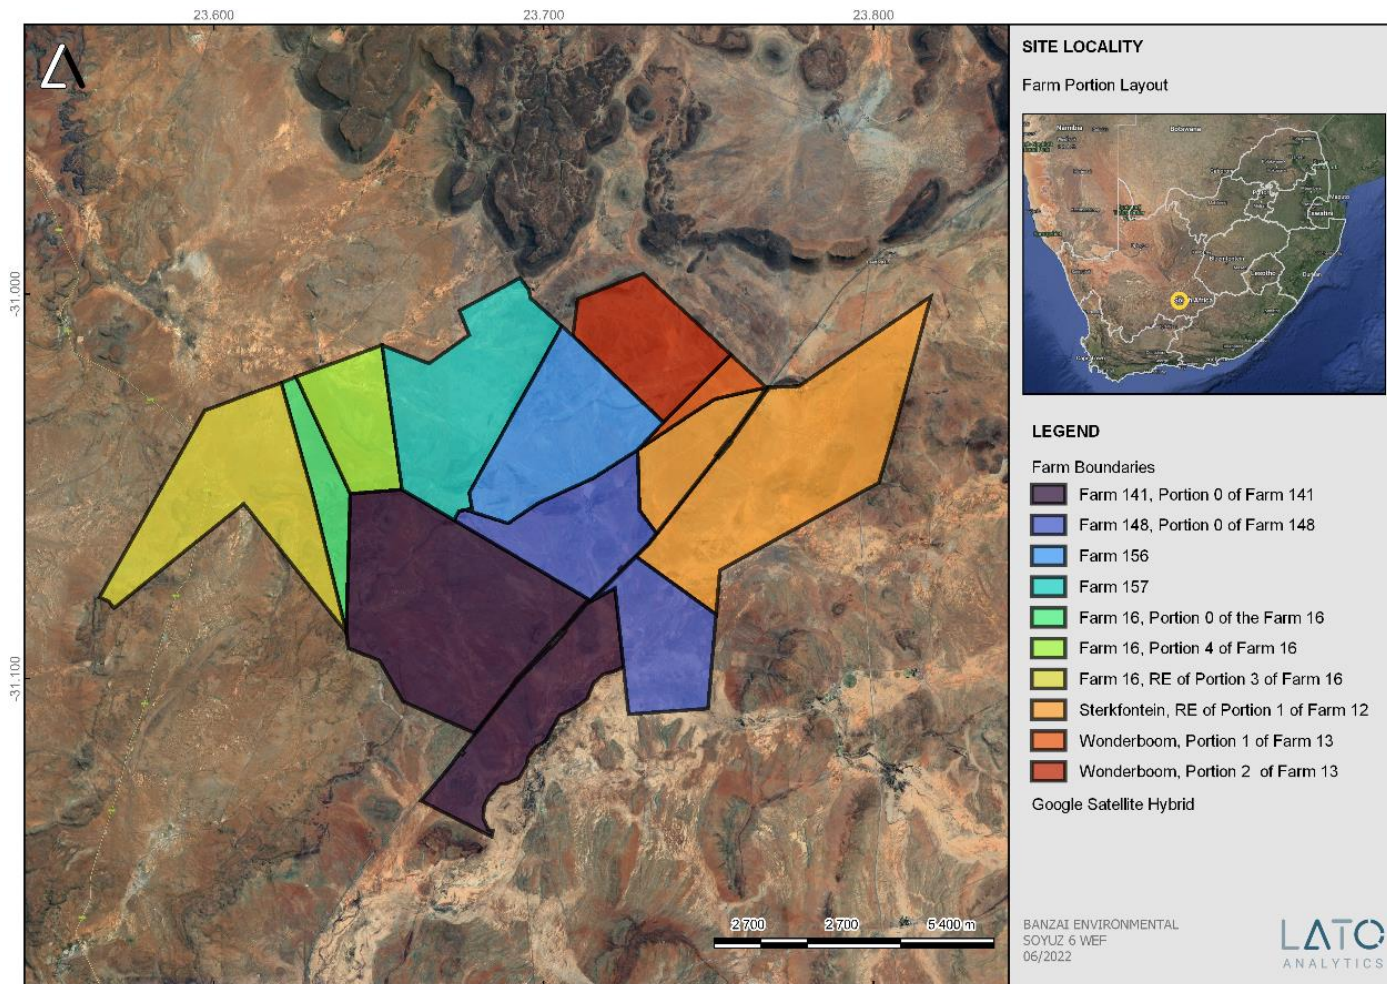 23.600
23.700
23.800
-31.000
-31.100
2 700
2 700
5 400 m
SITE LOCALITY
Farm Portion Layout
Namibia
Botswana
Eswatini
Bloemfontein
Lesotho
LEGEND
Farm Boundaries
Farm 141, Portion 0 of Farm 141
Farm 148, Portion 0 of Farm 148
Farm 156
Farm 157
Farm 16, Portion 0 of the Farm 16
Farm 16, Portion 4 of Farm 16
Farm 16, RE of Portion 3 of Farm 16
Sterkfontein, RE of Portion 1 of Farm 12
Wonderboom, Portion 1 of Farm 13
Wonderboom, Portion 2 of Farm 13
Google Satellite Hybrid
BANZAI ENVIRONMENTAL
SOYUZ 6 WEF
06/2022
LATO
ANALYTICS